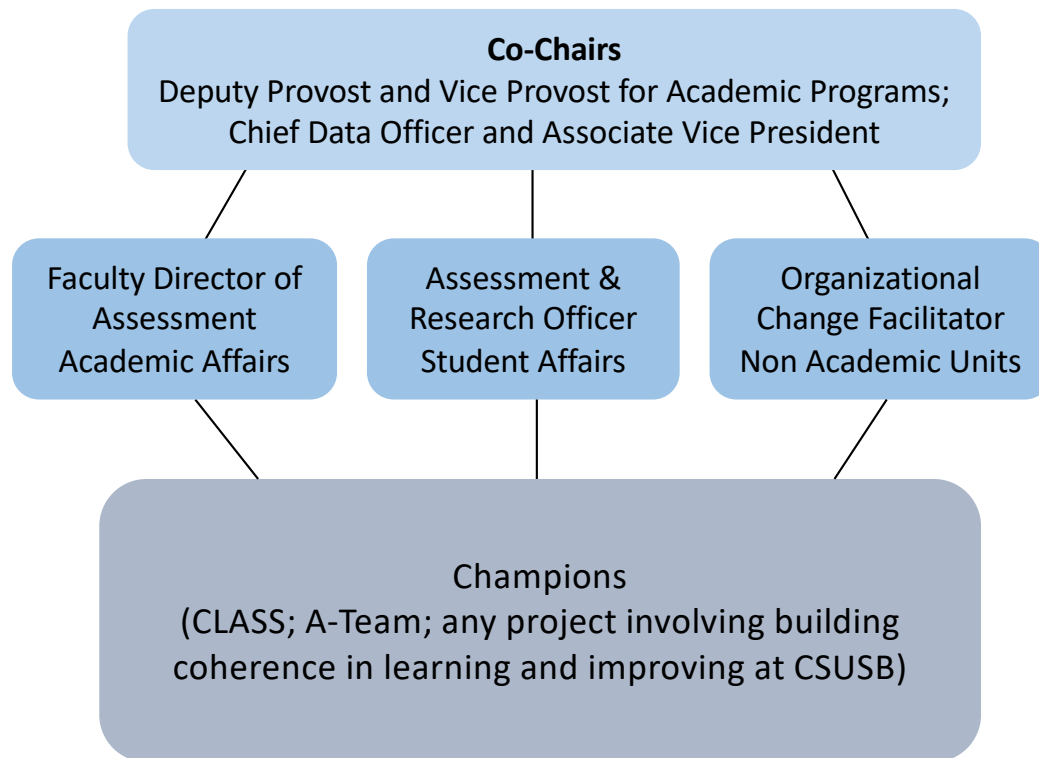 Co-Chairs
Deputy Provost and Vice Provost for Academic Programs;
Chief Data Officer and Associate Vice President
Faculty Director of
Assessment
Academic Affairs
Assessment &
Research Officer
Student Affairs
Organizational
Change Facilitator
Non Academic Units
Champions
(CLASS; A-Team; any project involving building
coherence in learning and improving at CSUSB)